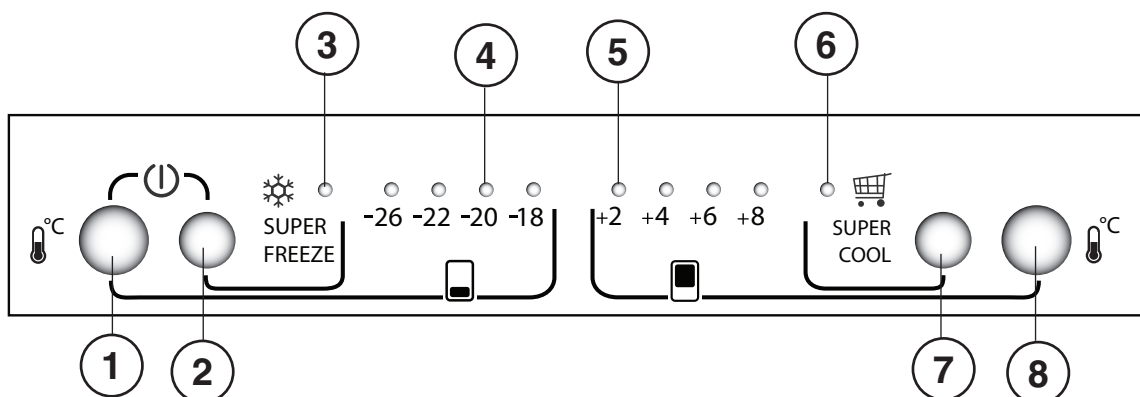 3 4 5 6
°C °C
-26 -22 -20 -18 +2 +4 +6 +8
SUPER SUPER
FREEZE COOL
1 2 7 8